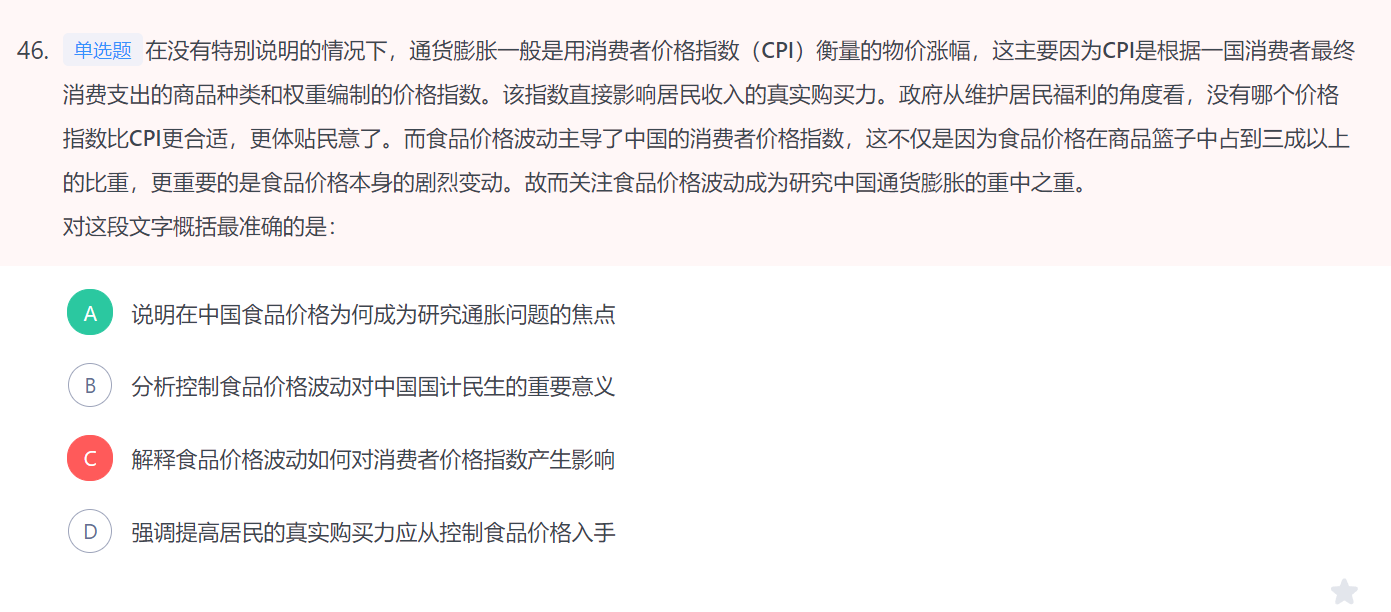 46. 单选题 在没有特别说明的情况下，通货膨胀一般是用消费者价格指数（CPI）衡量的物价涨幅，这主要因为CPI是根据一国消费者最终
消费支出的商品种类和权重编制的价格指数。该指数直接影响居民收入的真实购买力。政府从维护居民福利的角度看，没有哪个价格
指数比CPI更合适，更体贴民意了。而食品价格波动主导了中国的消费者价格指数，这不仅是因为食品价格在商品篮子中占到三成以上
的比重，更重要的是食品价格本身的剧烈变动。故而关注食品价格波动成为研究中国通货膨胀的重中之重。
对这段文字概括最准确的是：
A 说明在中国食品价格为何成为研究通胀问题的焦点
B 分析控制食品价格波动对中国国计民生的重要意义
C 解释食品价格波动如何对消费者价格指数产生影响
D 强调提高居民的真实购买力应从控制食品价格入手